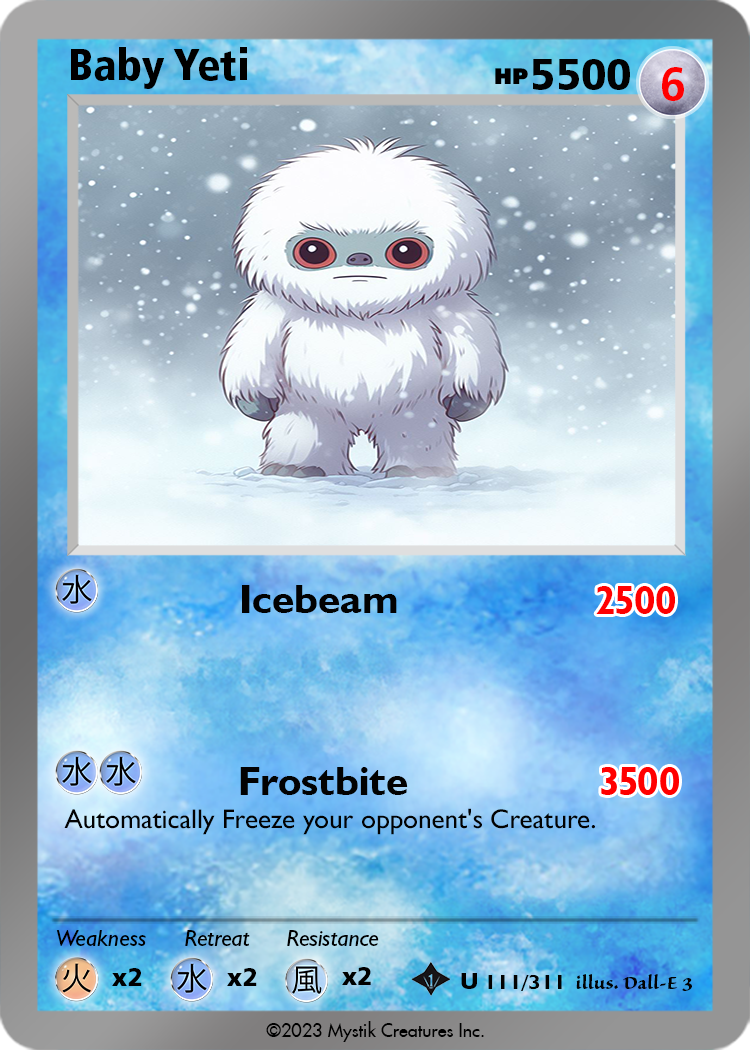 Baby Yeti HP5500 6
水 Icebeam 2500
水水 Frostbite 3500
Automatically Freeze your opponent's Creature.
Weakness Retreat Resistance
火 x2 水 x2 風 x2 1 U 111/311 illus. Dall-E 3
©2023 Mystik Creatures Inc.